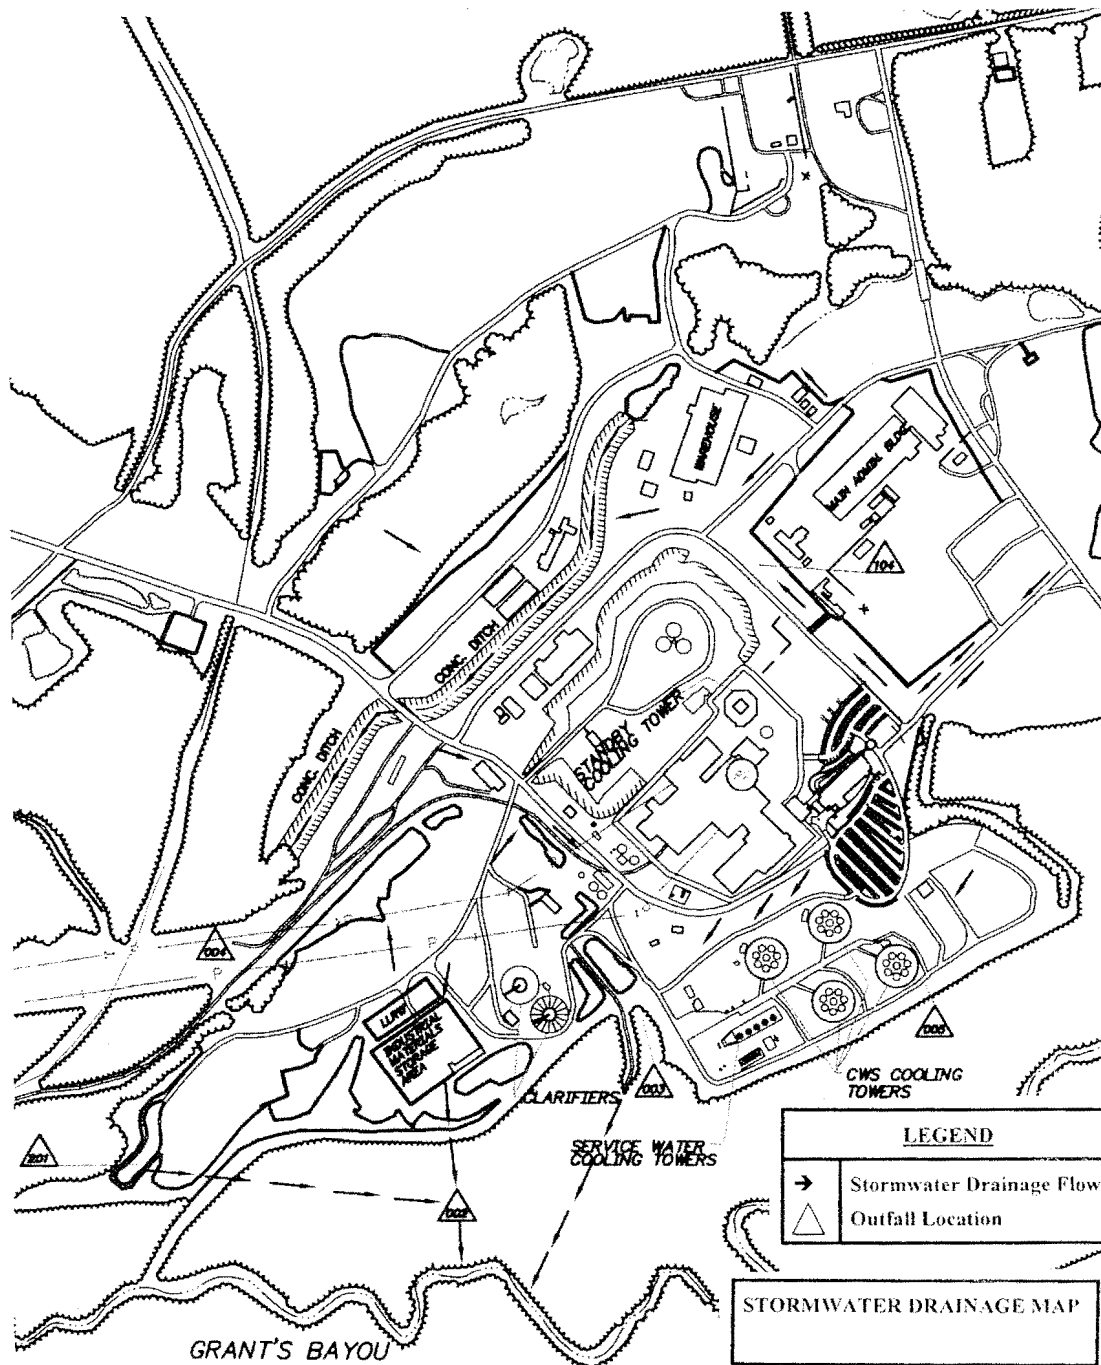 WAREHOUSE
MAIN ADMIN BLDG
104
CONC. DITCH
STANDBY
COOLING TOWER
CONC. DITCH
004
P
P
LLRW
INDUSTRIAL
MATERIALS
STORAGE
AREA
005
CWS COOLING
TOWERS
CLARIFIERS
003
SERVICE WATER
COOLING TOWERS
201
002
LEGEND
Stormwater Drainage Flow
Outfall Location
STORMWATER DRAINAGE MAP
GRANT'S BAYOU